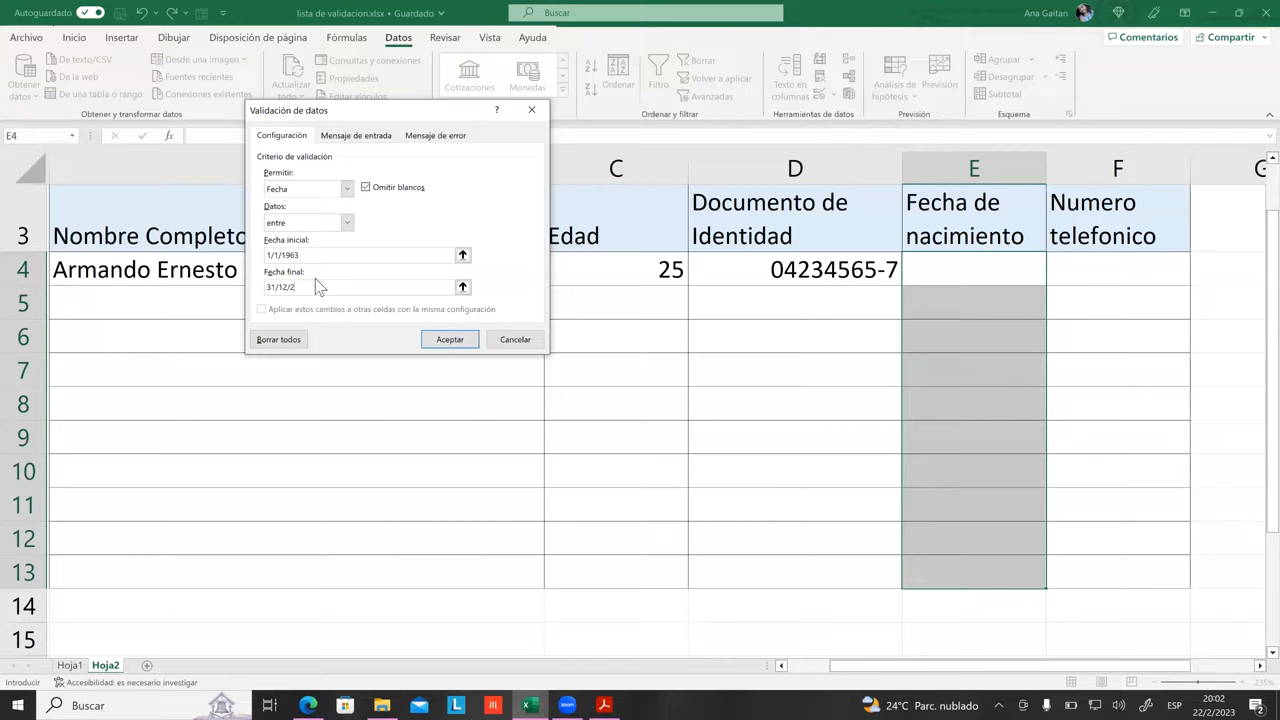 Autoguardado
lista de validacion.xlsx • Guardado
Buscar
Ana Gaitan
Archivo Inicio Insertar Dibujar Disposición de página Fórmulas Datos Revisar Vista Ayuda
Comentarios Compartir
Obtener datos
De texto/CSV
De la web
De una tabla o rango
Desde una imagen
Fuentes recientes
Conexiones existentes
Obtener y transformar datos
Actualizar todo
Consultas y conexiones
Propiedades
Editar vínculos
Cotizaciones
Monedas
Ordenar
Filtro
Borrar
Volver a aplicar
Avanzadas
Ordenar y filtrar
Texto en columnas
Herramientas de datos
Análisis de hipótesis
Previsión
Previsión
Agrupar
Desagrupar
Subtotal
Esquema
E4
fx
Validación de datos
?
Configuración Mensaje de entrada Mensaje de error
Criterio de validación
Permitir:
Fecha
Omitir blancos
Datos:
entre
Fecha inicial:
1/1/1963
Fecha final:
31/12/2
Aplicar estos cambios a otras celdas con la misma configuración
Borrar todos Aceptar Cancelar
C D E F G
3 Nombre Completo Edad Documento de Identidad Fecha de nacimiento Numero telefonico
4 Armando Ernesto 25 04234565-7
5
6
7
8
9
10
11
12
13
14
15
Hoja1 Hoja2
Introducir
Accesibilidad: es necesario investigar
235%
Buscar
24°C Parc. nublado
ESP
20:02
22/2/2023
2